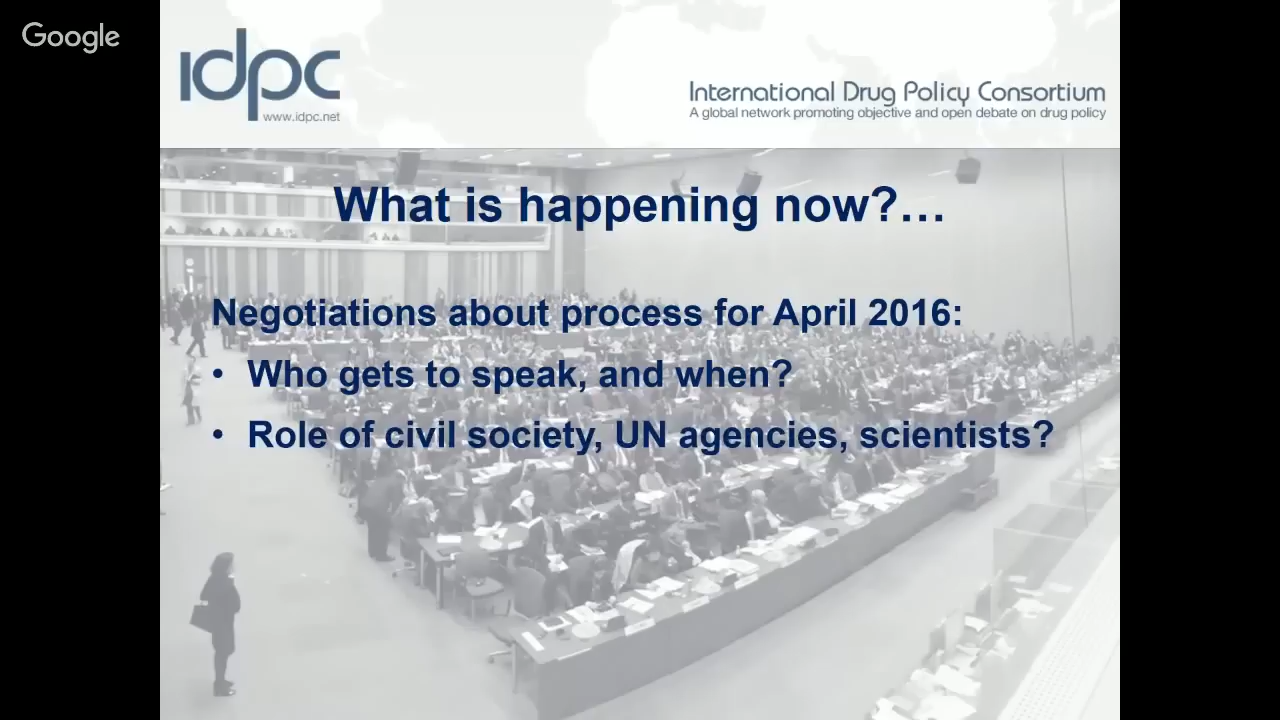 Google
idpc
www.idpc.net
International Drug Policy Consortium
A global network promoting objective and open debate on drug policy
What is happening now?…
Negotiations about process for April 2016:
• Who gets to speak, and when?
• Role of civil society, UN agencies, scientists?